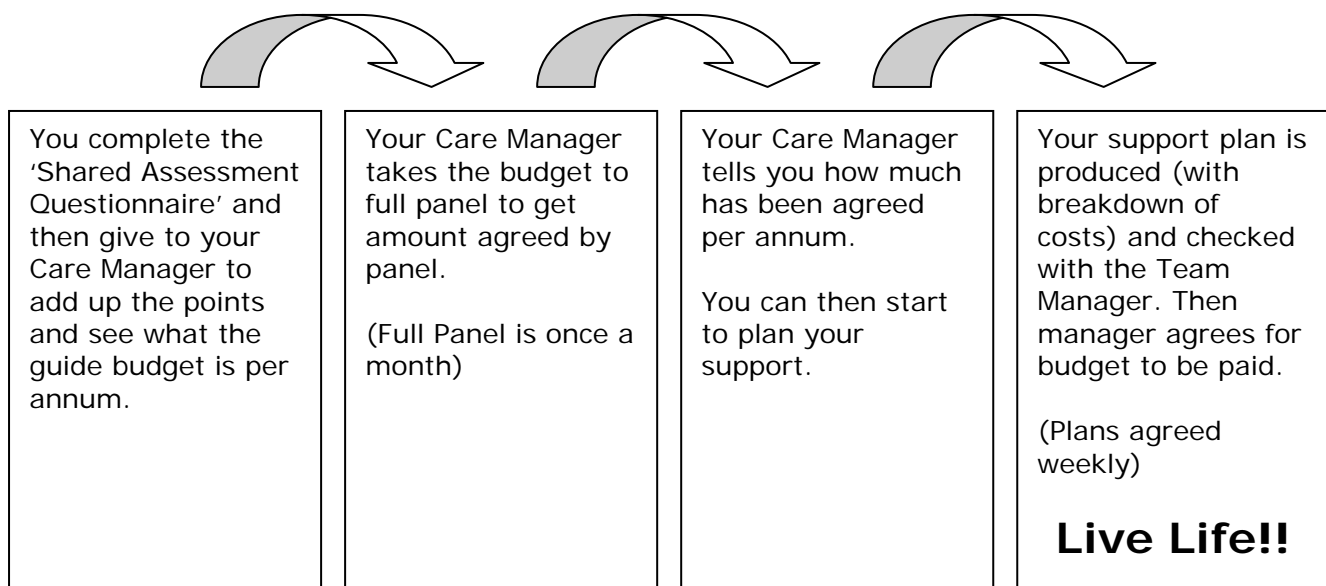 You complete the
‘Shared Assessment
Questionnaire’ and
then give to your
Care Manager to
add up the points
and see what the
guide budget is per
annum.
Your Care Manager
takes the budget to
full panel to get
amount agreed by
panel.
(Full Panel is once a
month)
Your Care Manager
tells you how much
has been agreed
per annum.
You can then start
to plan your
support.
Your support plan is
produced (with
breakdown of
costs) and checked
with the Team
Manager. Then
manager agrees for
budget to be paid.
(Plans agreed
weekly)
Live Life!!